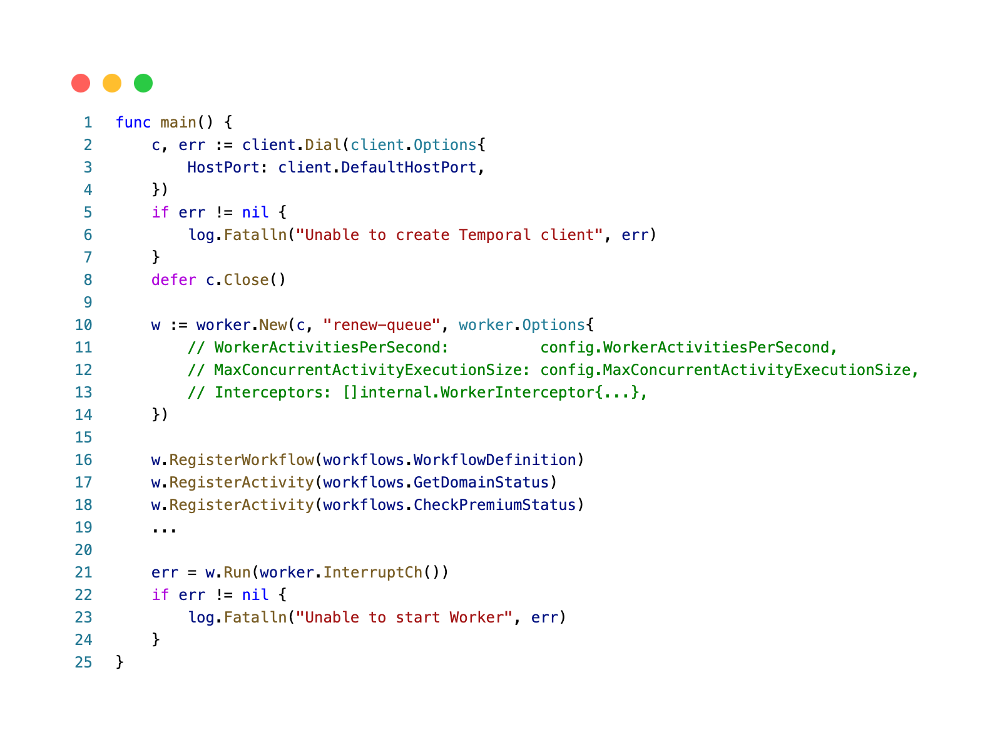 1 func main() {
2     c, err := client.Dial(client.Options{
3         HostPort: client.DefaultHostPort,
4     })
5     if err != nil {
6         log.Fatalln("Unable to create Temporal client", err)
7     }
8     defer c.Close()
9
10     w := worker.New(c, "renew-queue", worker.Options{
11         // WorkerActivitiesPerSecond:          config.WorkerActivitiesPerSecond,
12         // MaxConcurrentActivityExecutionSize: config.MaxConcurrentActivityExecutionSize,
13         // Interceptors: []internal.WorkerInterceptor{...},
14     })
15
16     w.RegisterWorkflow(workflows.WorkflowDefinition)
17     w.RegisterActivity(workflows.GetDomainStatus)
18     w.RegisterActivity(workflows.CheckPremiumStatus)
19     ...
20
21     err = w.Run(worker.InterruptCh())
22     if err != nil {
23         log.Fatalln("Unable to start Worker", err)
24     }
25 }